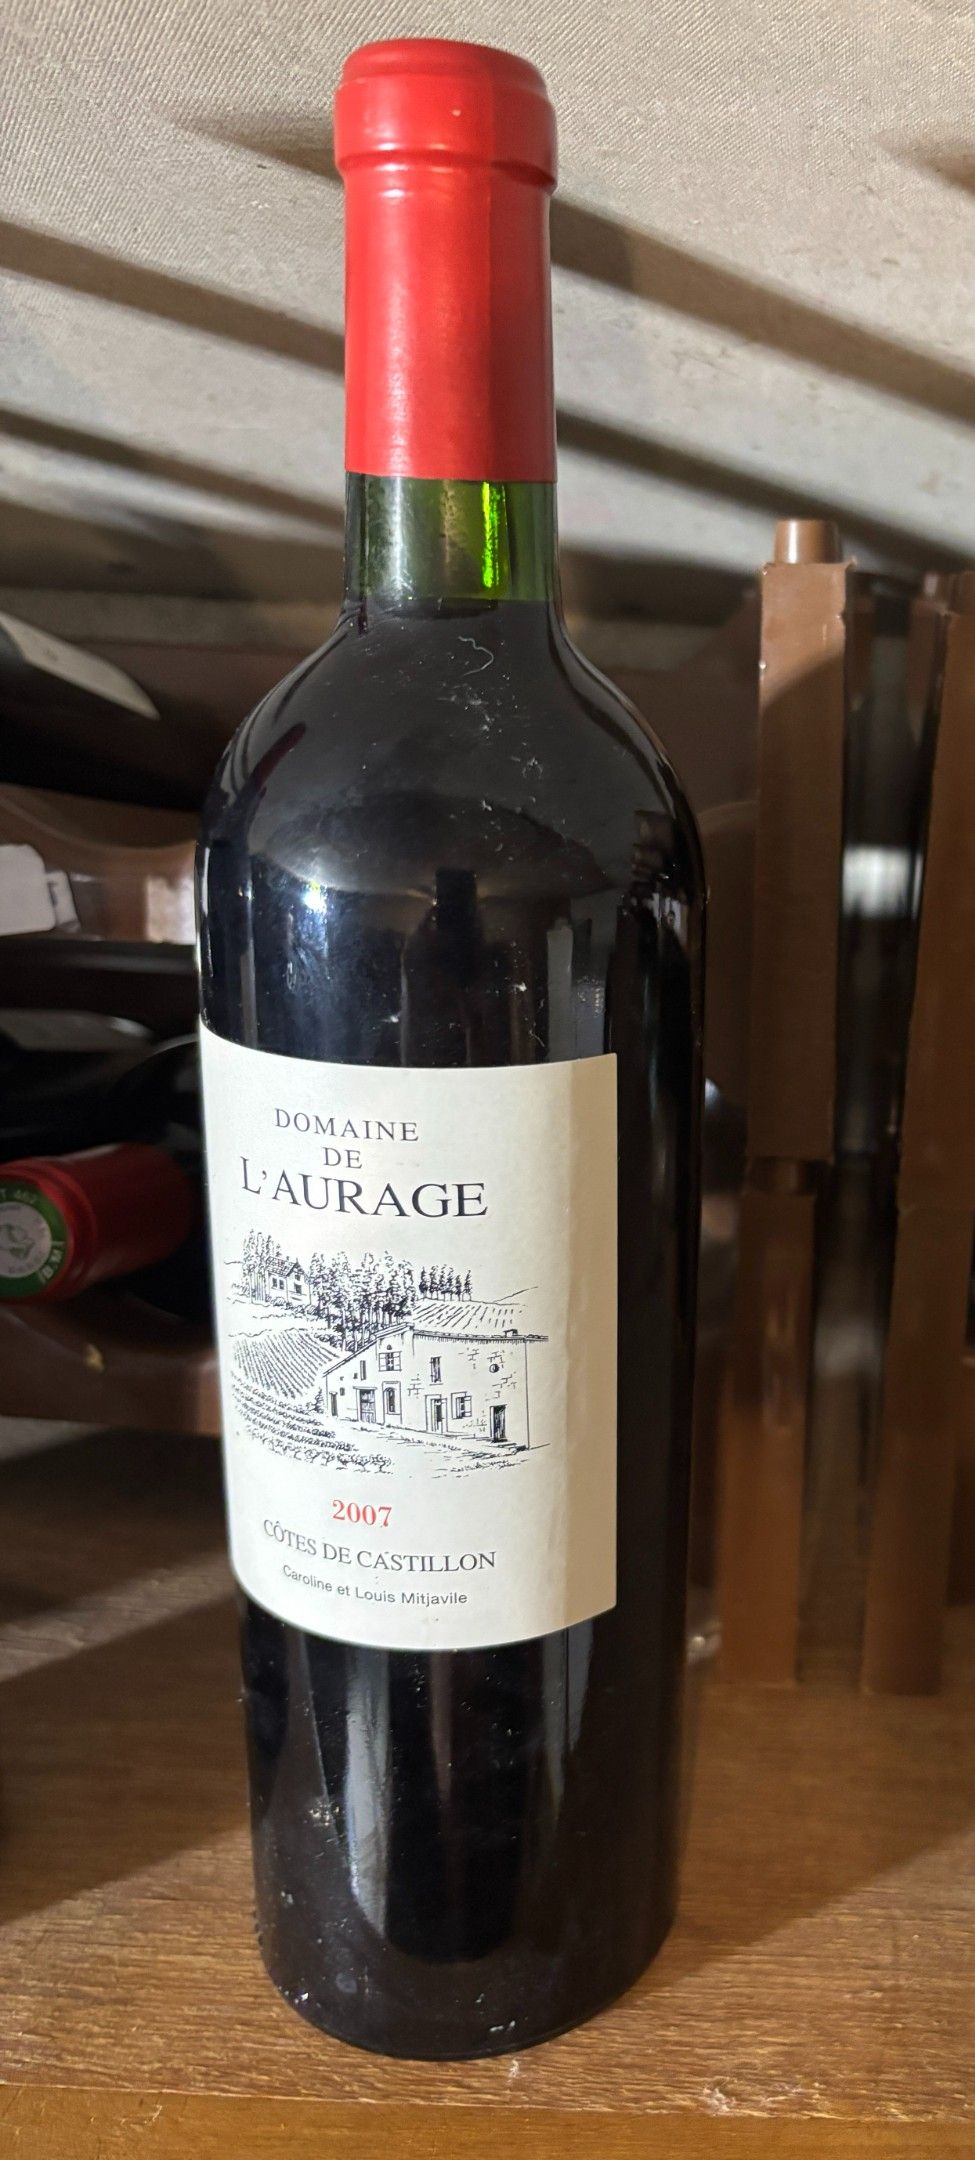 DOMAINE
DE
L'AURAGE
2007
CÔTES DE CASTILLON
Caroline et Louis Mitjavile